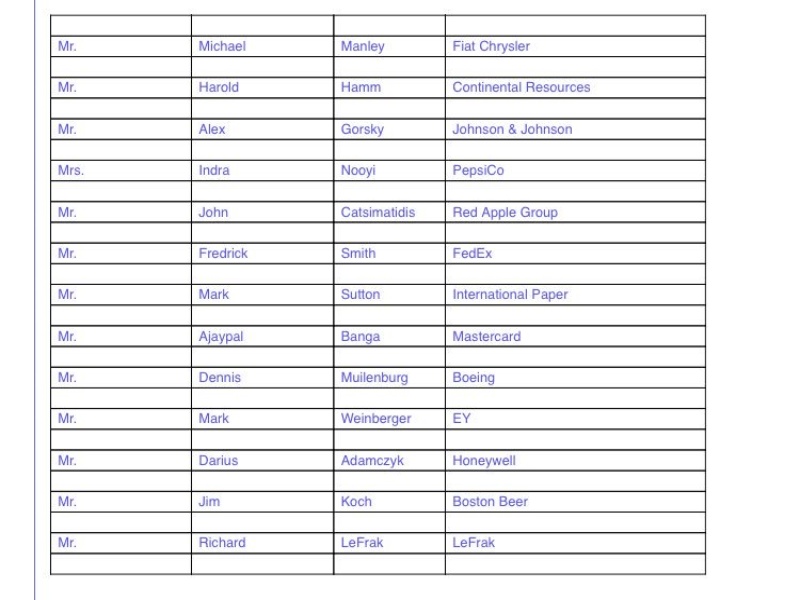 Mr. Michael Manley Fiat Chrysler
Mr. Harold Hamm Continental Resources
Mr. Alex Gorsky Johnson & Johnson
Mrs. Indra Nooyi PepsiCo
Mr. John Catsimatidis Red Apple Group
Mr. Fredrick Smith FedEx
Mr. Mark Sutton International Paper
Mr. Ajaypal Banga Mastercard
Mr. Dennis Muilenburg Boeing
Mr. Mark Weinberger EY
Mr. Darius Adamczyk Honeywell
Mr. Jim Koch Boston Beer
Mr. Richard LeFrak LeFrak